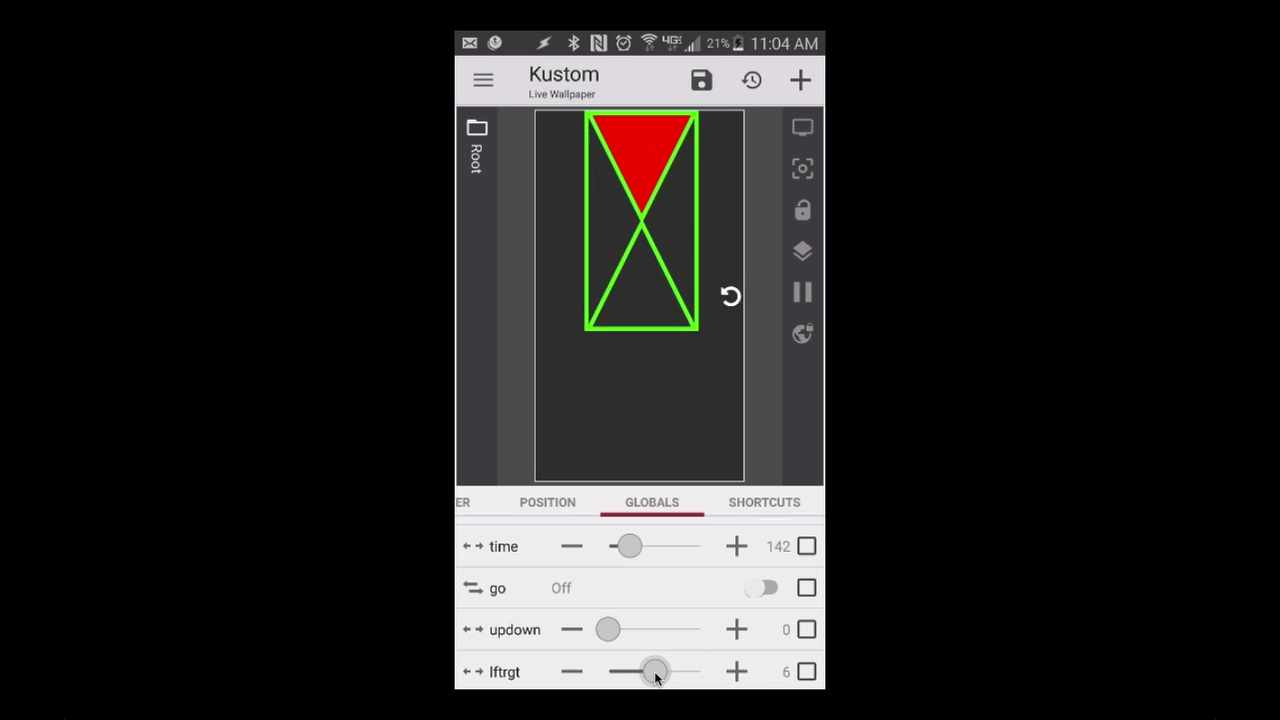 4G 21% 11:04 AM
Kustom
Live Wallpaper
Root
ER POSITION GLOBALS SHORTCUTS
time 142
go Off
updown 0
lftrgt 6